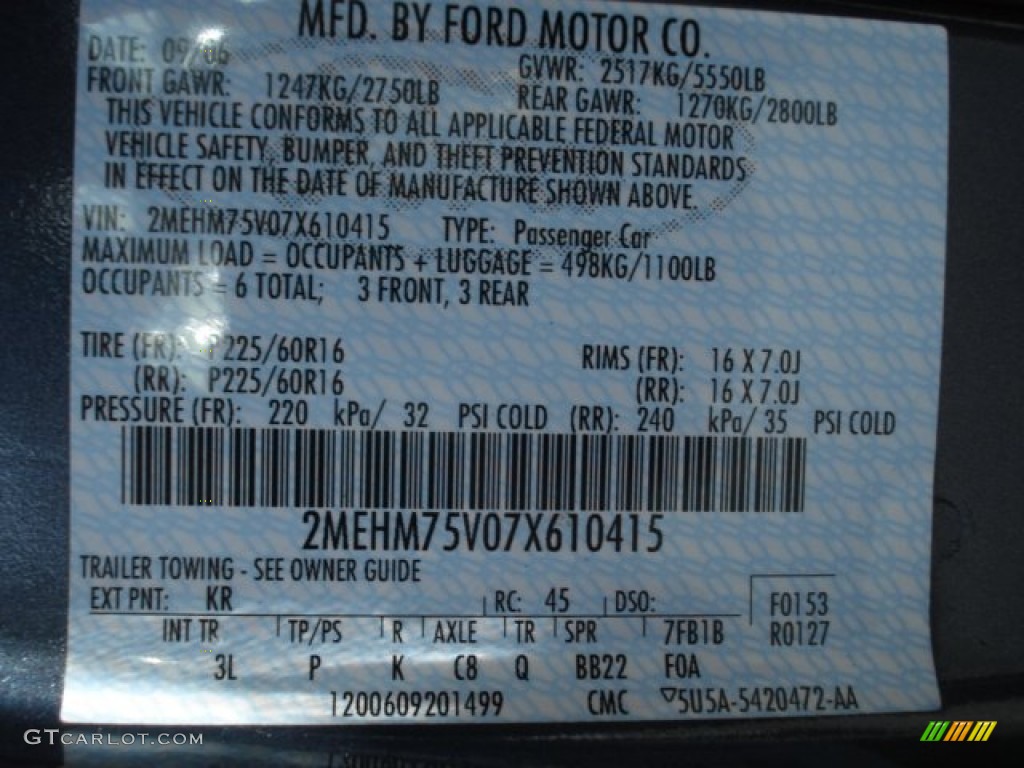 MFD. BY FORD MOTOR CO.
DATE: 09/06
GVWR: 2517KG/5550LB
FRONT GAWR: 1247KG/2750LB
REAR GAWR: 1270KG/2800LB
THIS VEHICLE CONFORMS TO ALL APPLICABLE FEDERAL MOTOR
VEHICLE SAFETY, BUMPER, AND THEFT PREVENTION STANDARDS
IN EFFECT ON THE DATE OF MANUFACTURE SHOWN ABOVE.
VIN: 2MEHM75V07X610415 TYPE: Passenger Car
MAXIMUM LOAD = OCCUPANTS + LUGGAGE = 498KG/1100LB
OCCUPANTS = 6 TOTAL; 3 FRONT, 3 REAR
TIRE (FR): P225/60R16 RIMS (FR): 16 X 7.0J
(RR): P225/60R16 (RR): 16 X 7.0J
PRESSURE (FR): 220 kPa/ 32 PSI COLD (RR): 240 kPa/ 35 PSI COLD
2MEHM75V07X610415
TRAILER TOWING - SEE OWNER GUIDE
EXT PNT: KR RC: 45 DSO: F0153
INT TR TP/PS R AXLE TR SPR 7FB1B R0127
3L P K C8 Q BB22 F0A
1200609201499 CMC ▽5U5A-5420472-AA
GTCARLOT.COM